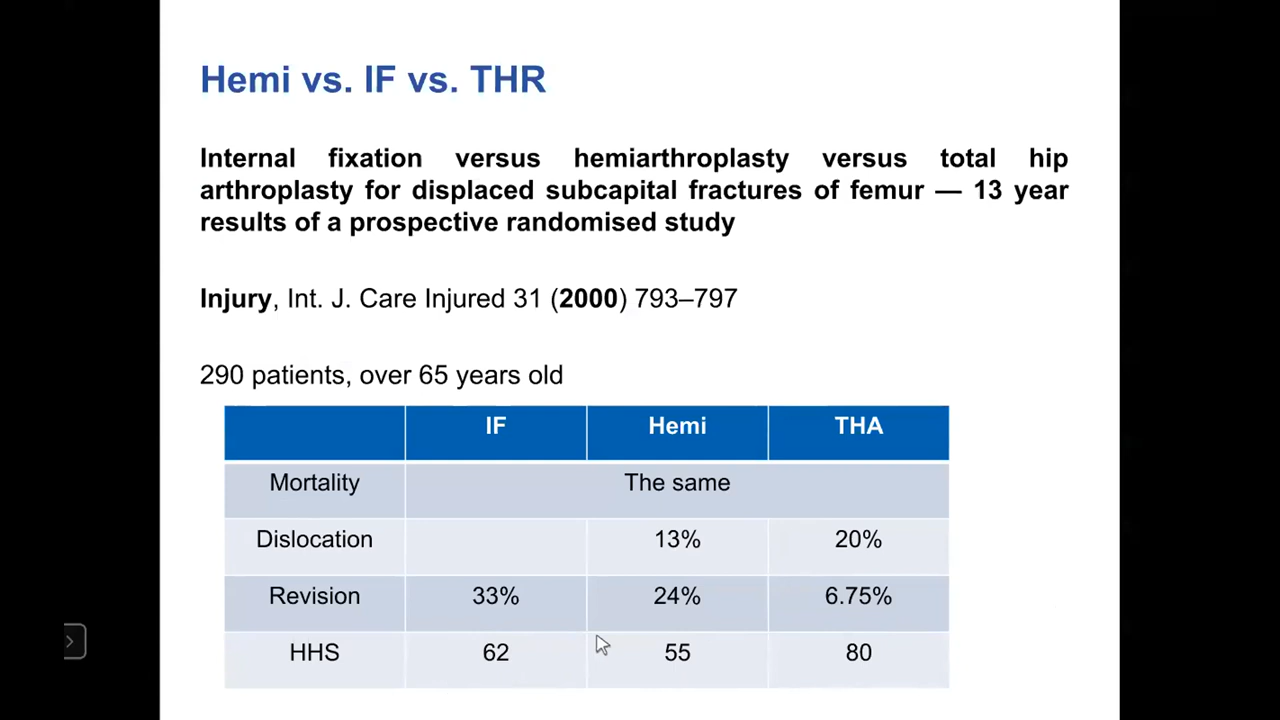 Hemi vs. IF vs. THR
Internal fixation versus hemiarthroplasty versus total hip
arthroplasty for displaced subcapital fractures of femur — 13 year
results of a prospective randomised study
Injury, Int. J. Care Injured 31 (2000) 793–797
290 patients, over 65 years old
IF Hemi THA
Mortality The same
Dislocation 13% 20%
Revision 33% 24% 6.75%
HHS 62 55 80